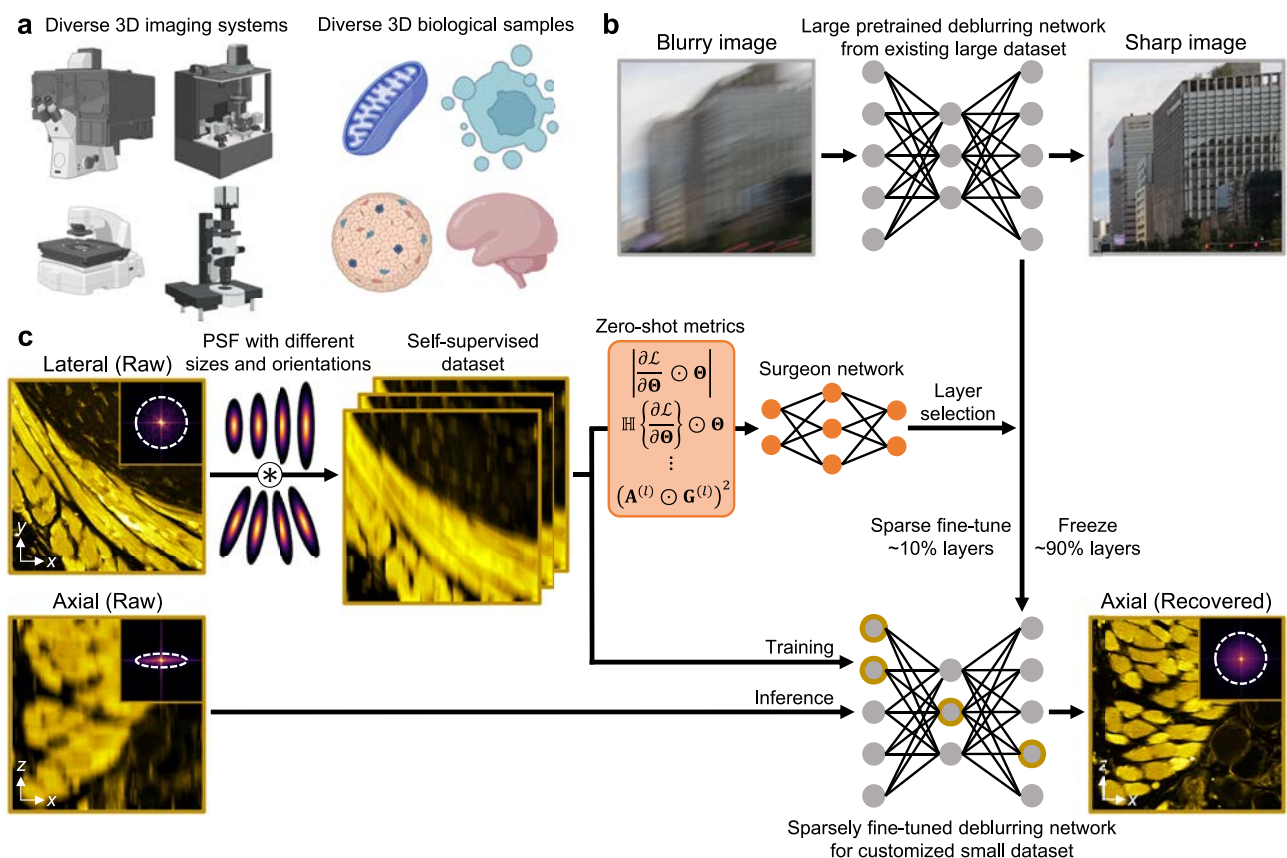 a
Diverse 3D imaging systems
Diverse 3D biological samples
b
Blurry image
Large pretrained deblurring network
from existing large dataset
Sharp image
c
Lateral (Raw)
PSF with different
sizes and orientations
Self-supervised
dataset
Zero-shot metrics
|∂ℒ/∂Θ ⊙ Θ|
ℍ{∂ℒ/∂Θ} ⊙ Θ
⋮
(A^(l) ⊙ G^(l))^2
Surgeon network
Layer
selection
*
y
x
Sparse fine-tune
~10% layers
Freeze
~90% layers
Axial (Raw)
z
x
Training
Inference
Axial (Recovered)
z
x
Sparsely fine-tuned deblurring network
for customized small dataset